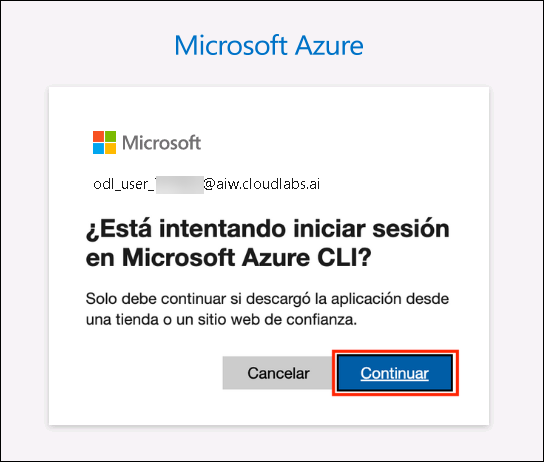 Microsoft Azure
Microsoft
odl_user_@aiw.cloudlabs.ai
¿Está intentando iniciar sesión
en Microsoft Azure CLI?
Solo debe continuar si descargó la aplicación desde
una tienda o un sitio web de confianza.
Cancelar Continuar